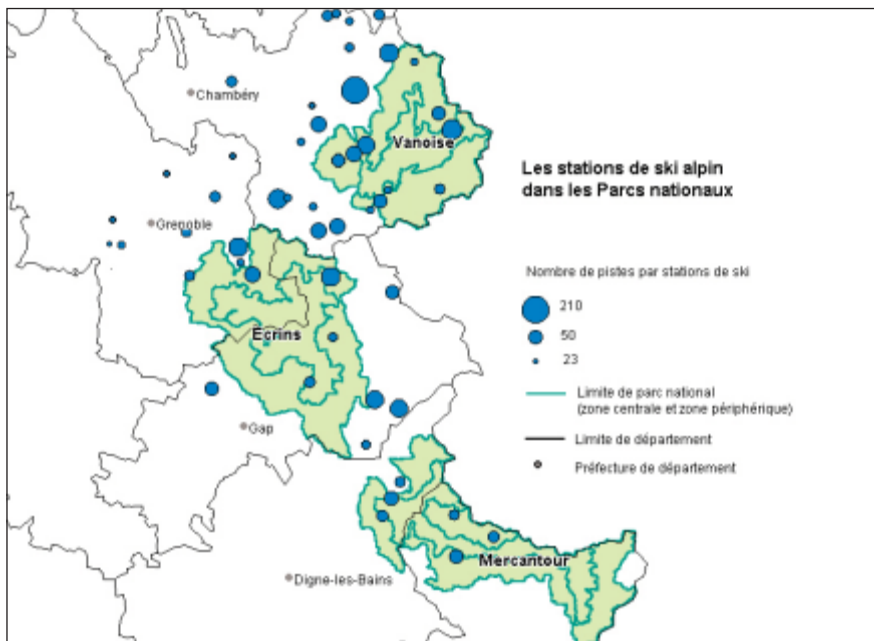 Chambéry
Vanoise
Les stations de ski alpin
dans les Parcs nationaux
Grenoble
Nombre de pistes par stations de ski
210
50
23
Écrins
Limite de parc national
(zone centrale et zone périphérique)
Gap
Limite de département
Préfecture de département
Mercantour
Digne-les-Bains